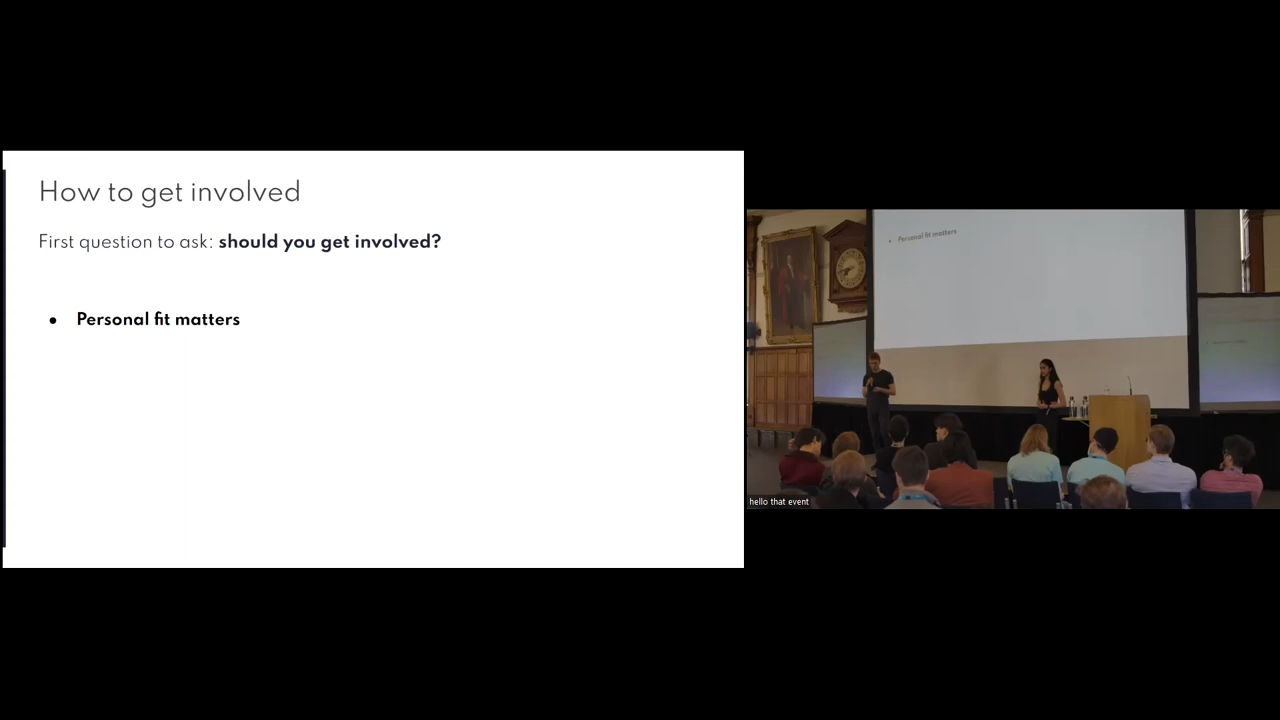 How to get involved
First question to ask: should you get involved?
● Personal fit matters
● Personal fit matters
hello that event